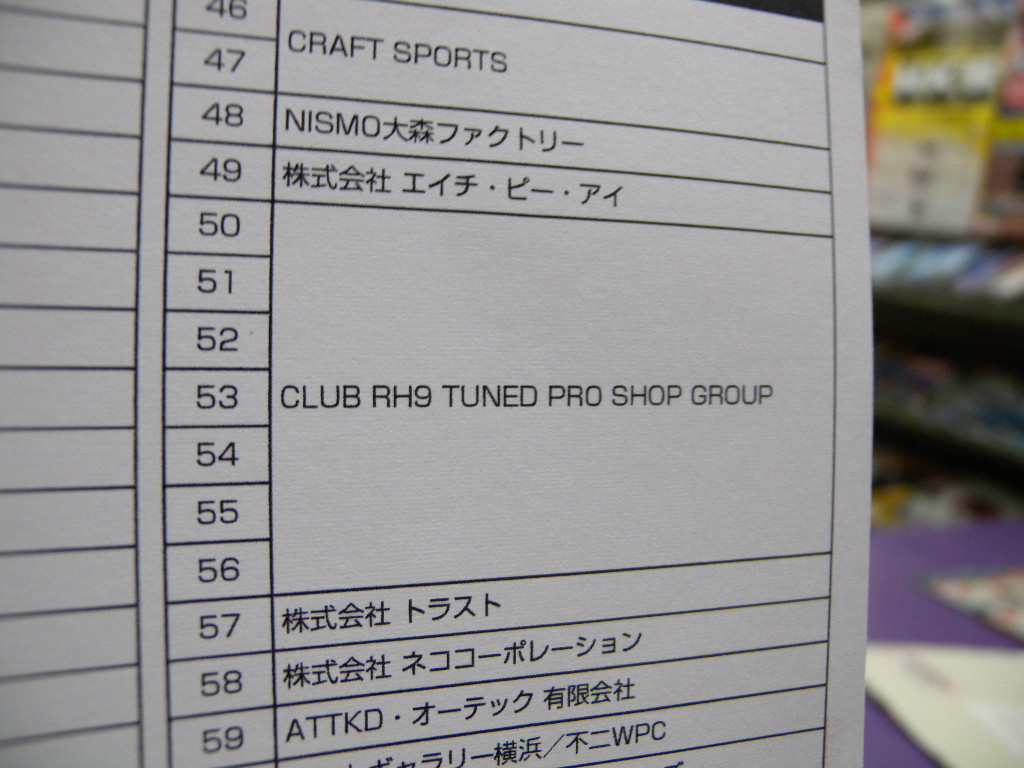 46
47 CRAFT SPORTS
48 NISMO大森ファクトリー
49 株式会社 エイチ・ピー・アイ
50
51
52
53 CLUB RH9 TUNED PRO SHOP GROUP
54
55
56
57 株式会社 トラスト
58 株式会社 ネココーポレーション
59 ATTKD・オーテック 有限会社
ギャラリー横浜／不二WPC